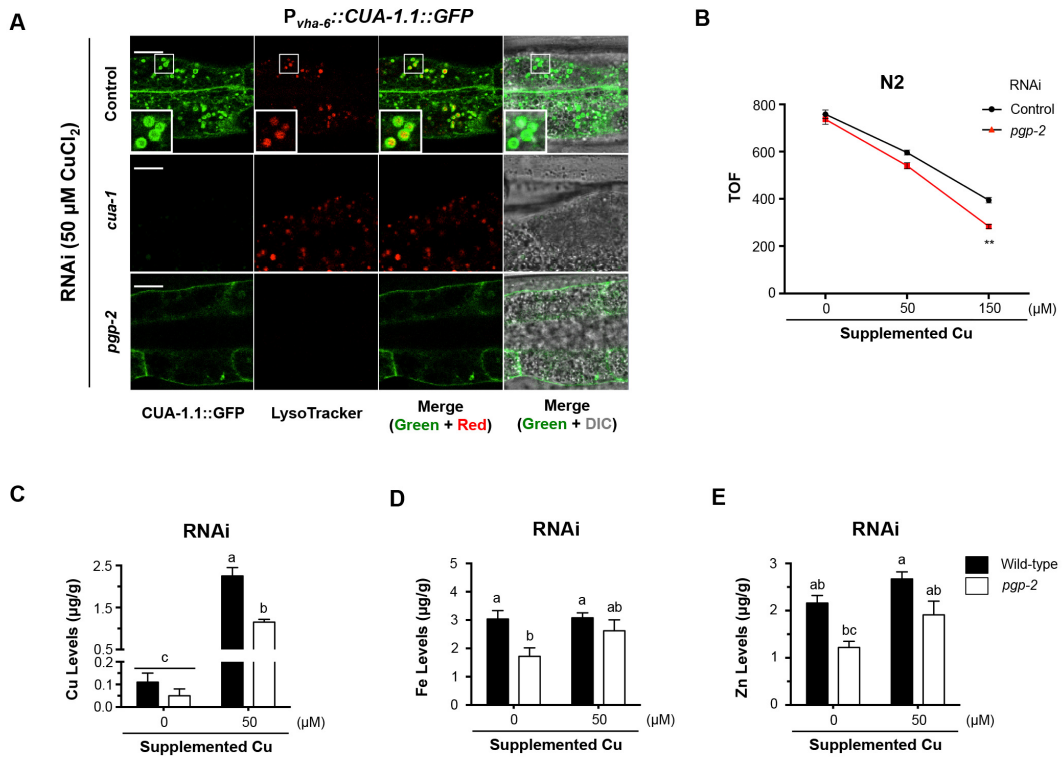 A
P_vha-6::CUA-1.1::GFP
RNAi (50 µM CuCl2)
Control
cua-1
pgp-2
CUA-1.1::GFP
LysoTracker
Merge
(Green + Red)
Merge
(Green + DIC)
B
N2
RNAi
Control
pgp-2
TOF
800
600
400
200
0
**
0 50 150 (µM)
Supplemented Cu
C
RNAi
Cu Levels (µg/g)
2.5
1.5
0.5
0.2
0.1
0.0
c
a
b
0 50 (µM)
Supplemented Cu
D
RNAi
Fe Levels (µg/g)
5
4
3
2
1
0
a
b
a
ab
0 50 (µM)
Supplemented Cu
E
RNAi
Zn Levels (µg/g)
3
2
1
0
ab
bc
a
ab
0 50 (µM)
Supplemented Cu
Wild-type
pgp-2